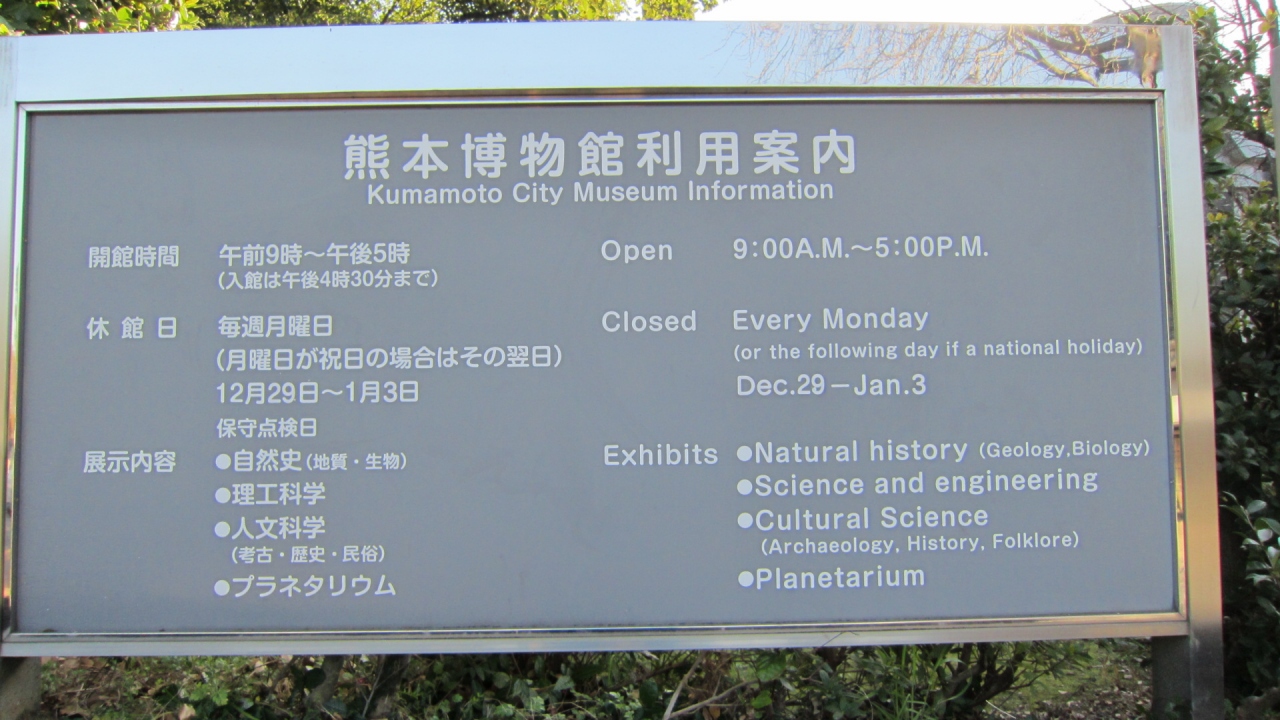 熊本博物館利用案内
Kumamoto City Museum Information
開館時間 午前9時〜午後5時
(入館は午後4時30分まで)
休館日 毎週月曜日
(月曜日が祝日の場合はその翌日)
12月29日〜1月3日
保守点検日
展示内容 ●自然史(地質・生物)
●理工科学
●人文科学
(考古・歴史・民俗)
●プラネタリウム
Open 9:00A.M.〜5:00P.M.
Closed Every Monday
(or the following day if a national holiday)
Dec.29－Jan.3
Exhibits ●Natural history (Geology,Biology)
●Science and engineering
●Cultural Science
(Archaeology, History, Folklore)
●Planetarium